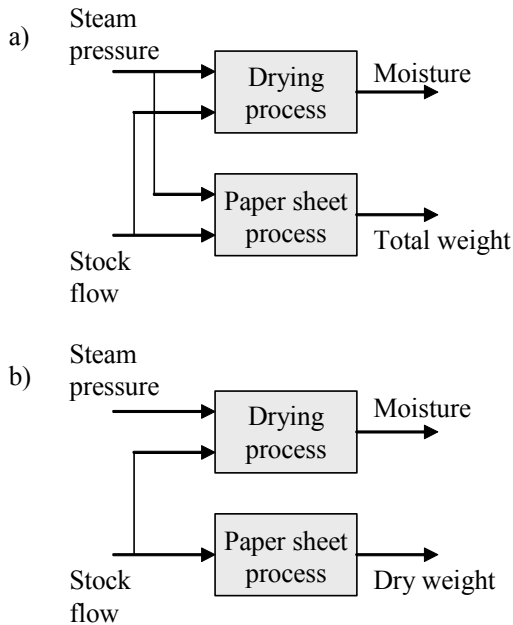 a)
Steam
pressure
Drying
process
Moisture
Paper sheet
process
Total weight
Stock
flow
b)
Steam
pressure
Drying
process
Moisture
Paper sheet
process
Dry weight
Stock
flow